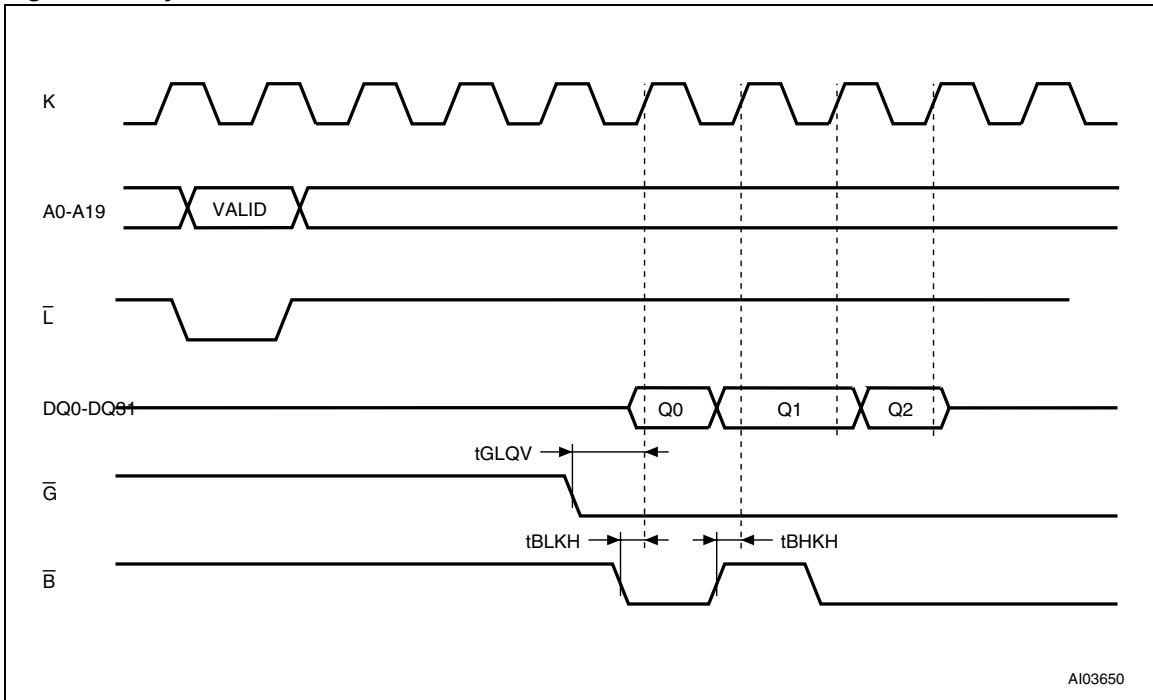 K
A0-A19
VALID
L̅
DQ0-DQ31
Q0
Q1
Q2
tGLQV
G̅
tBLKH
tBHKH
B̅
AI03650